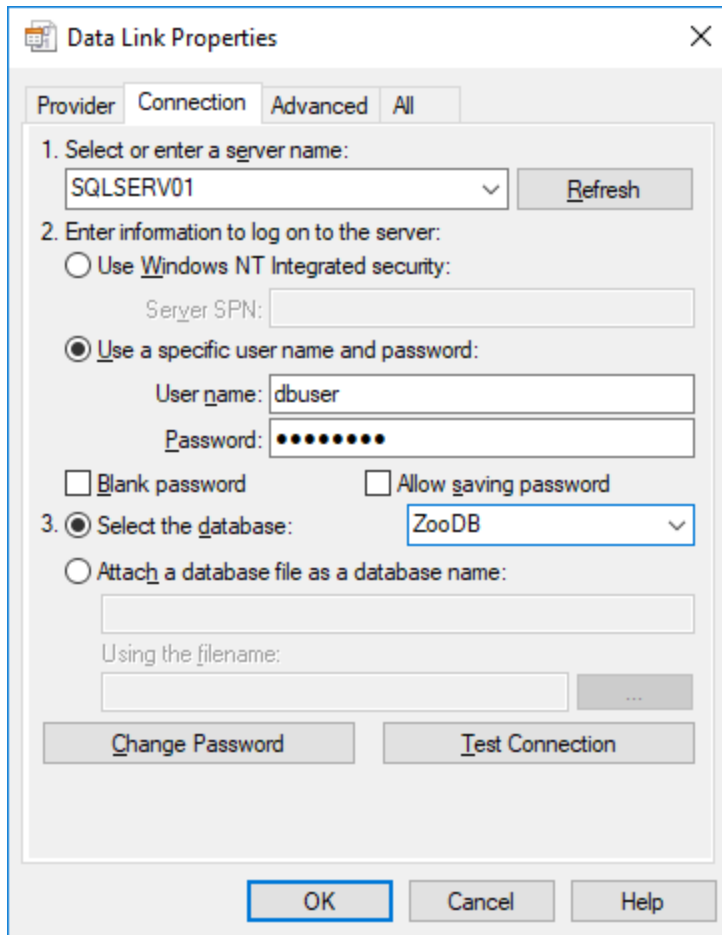 Data Link Properties
Provider Connection Advanced All
1. Select or enter a server name:
SQLSERV01 Refresh
2. Enter information to log on to the server:
Use Windows NT Integrated security:
Server SPN:
Use a specific user name and password:
User name: dbuser
Password: ●●●●●●●●
Blank password Allow saving password
3. Select the database: ZooDB
Attach a database file as a database name:
Using the filename:
...
Change Password Test Connection
OK Cancel Help